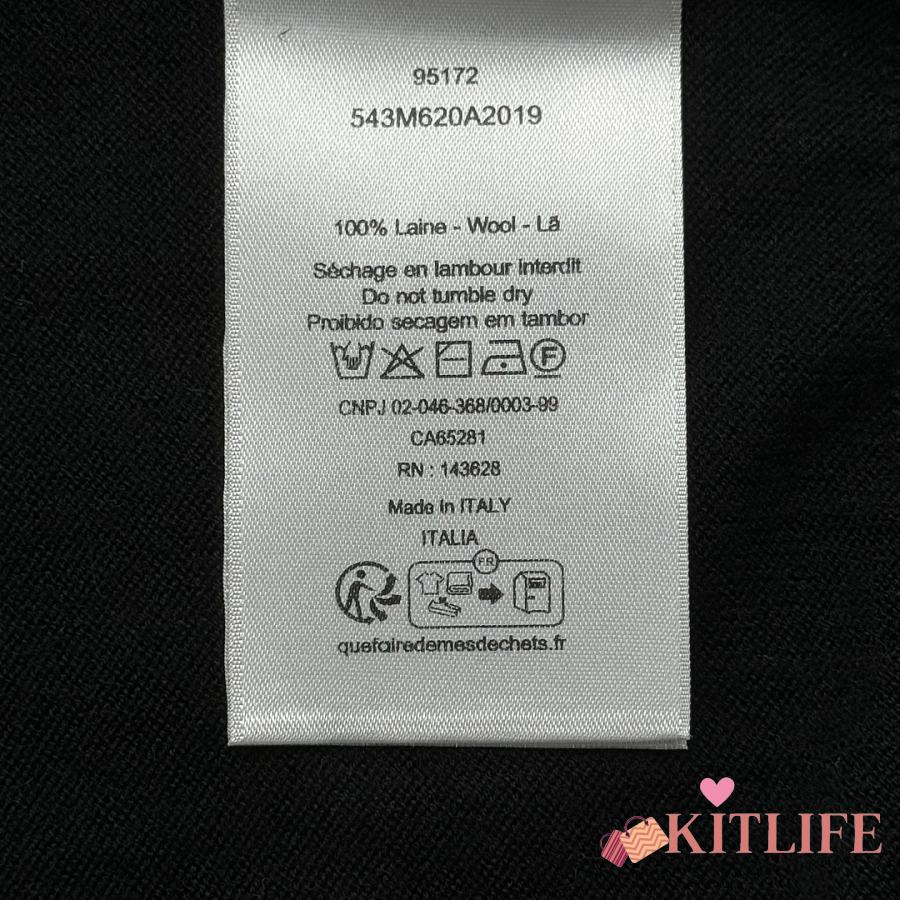 95172
543M620A2019
100% Laine - Wool - Lã
Séchage en tambour interdit
Do not tumble dry
Proibido secagem em tambor
F
CNPJ 02-046-368/0003-99
CA65281
RN : 143628
Made in ITALY
ITALIA
FR
quefairedemesdechets.fr
KITLIFE